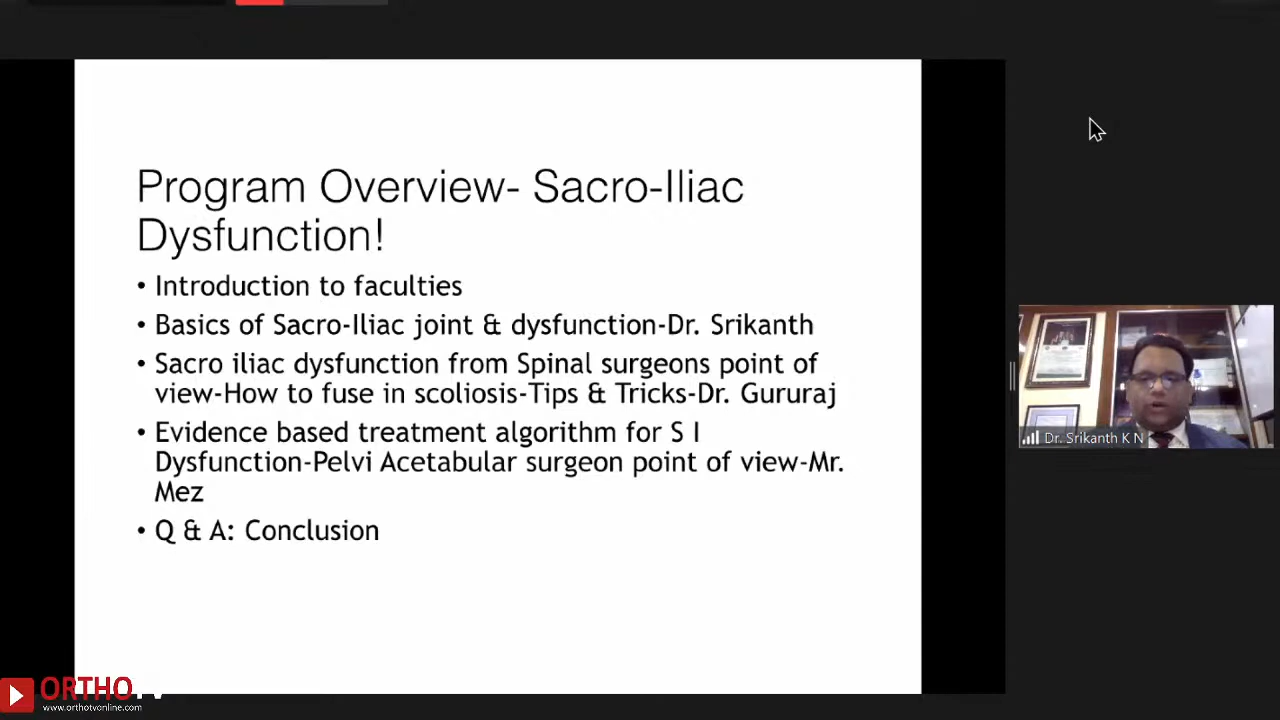 Program Overview- Sacro-Iliac
Dysfunction!
• Introduction to faculties
• Basics of Sacro-Iliac joint & dysfunction-Dr. Srikanth
• Sacro iliac dysfunction from Spinal surgeons point of
view-How to fuse in scoliosis-Tips & Tricks-Dr. Gururaj
• Evidence based treatment algorithm for S I
Dysfunction-Pelvi Acetabular surgeon point of view-Mr.
Mez
• Q & A: Conclusion
Dr. Srikanth K N
ORTHOTV
www.orthotvonline.com